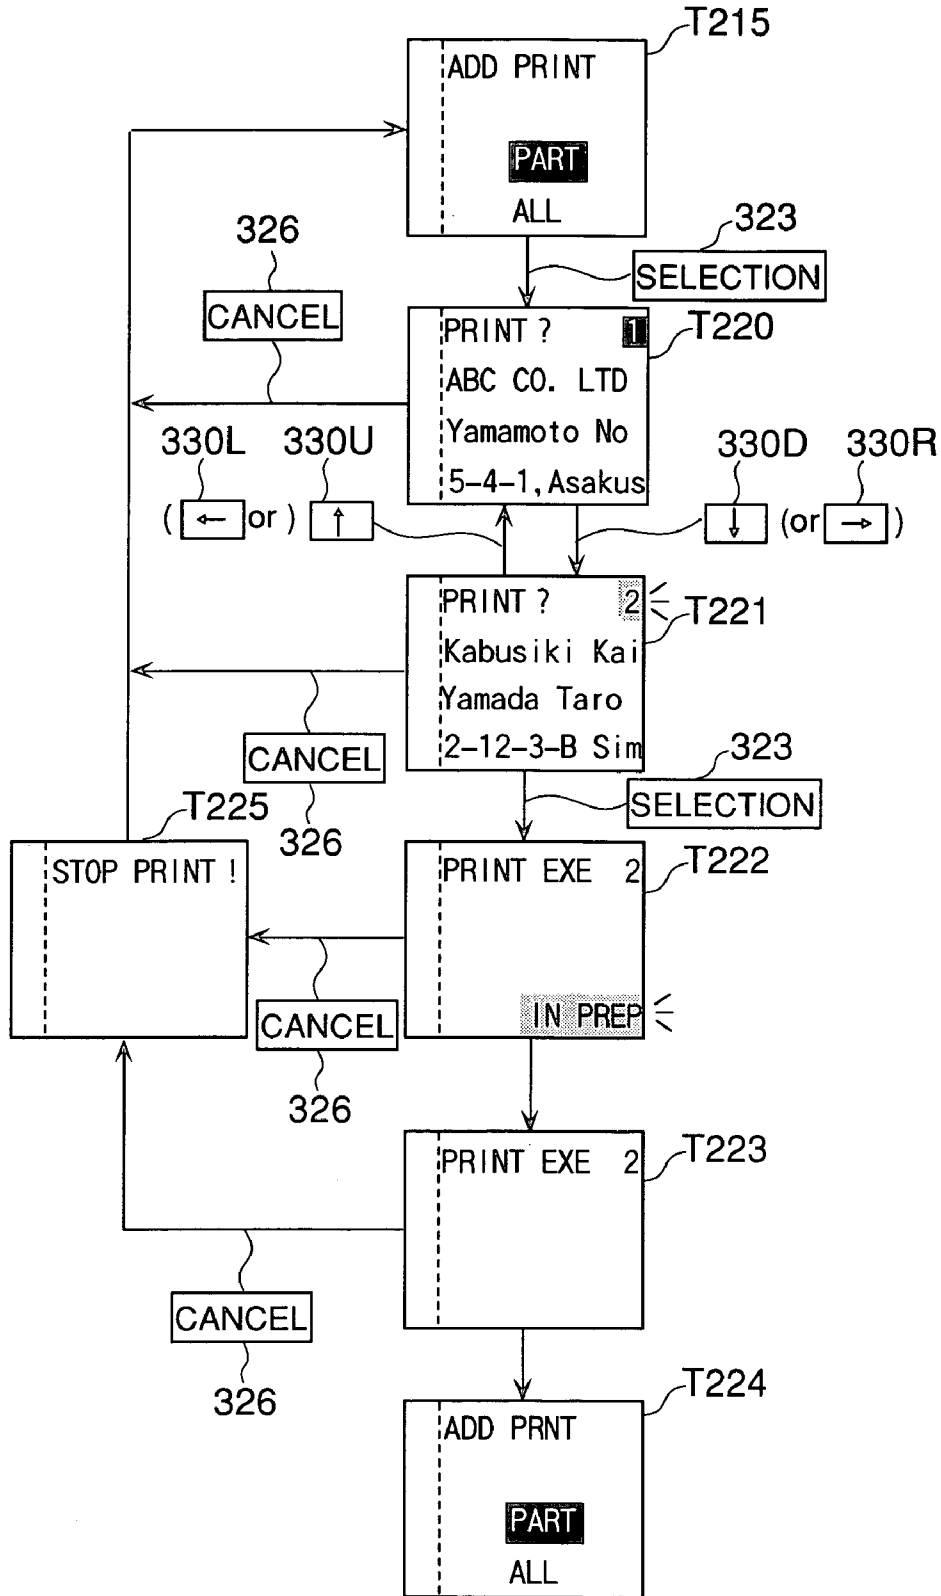 T215
ADD PRINT
PART
ALL
326
323
CANCEL
SELECTION
PRINT ? 1
T220
ABC CO. LTD
Yamamoto No
5-4-1, Asakus
330L 330U
330D 330R
( ← or ) ↑
↓ (or → )
PRINT ? 2
T221
Kabusiki Kai
Yamada Taro
2-12-3-B Sim
CANCEL
326
323
SELECTION
T225
STOP PRINT !
PRINT EXE 2
T222
IN PREP
CANCEL
326
PRINT EXE 2
T223
CANCEL
326
T224
ADD PRNT
PART
ALL